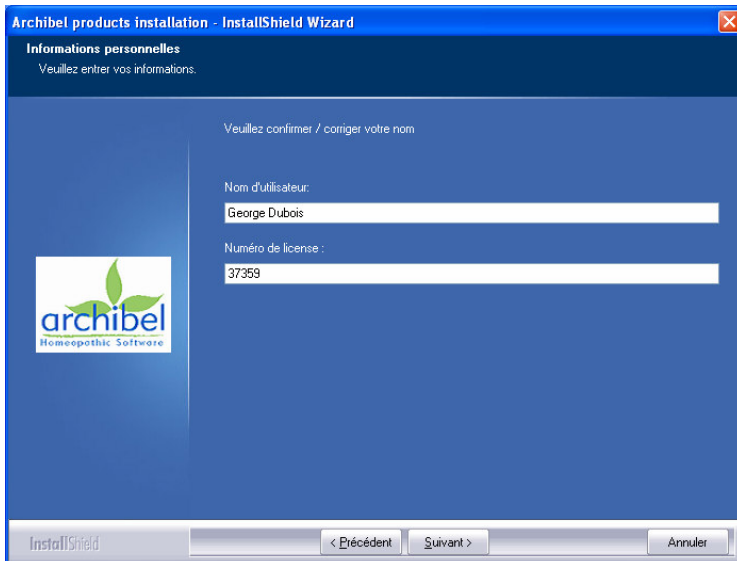 Archibel products installation - InstallShield Wizard
Informations personnelles
Veuillez entrer vos informations.
Veuillez confirmer / corriger votre nom
Nom d'utilisateur:
George Dubois
Numéro de license :
37359
archibel
Homeopathic Software
InstallShield
< Précédent
Suivant >
Annuler